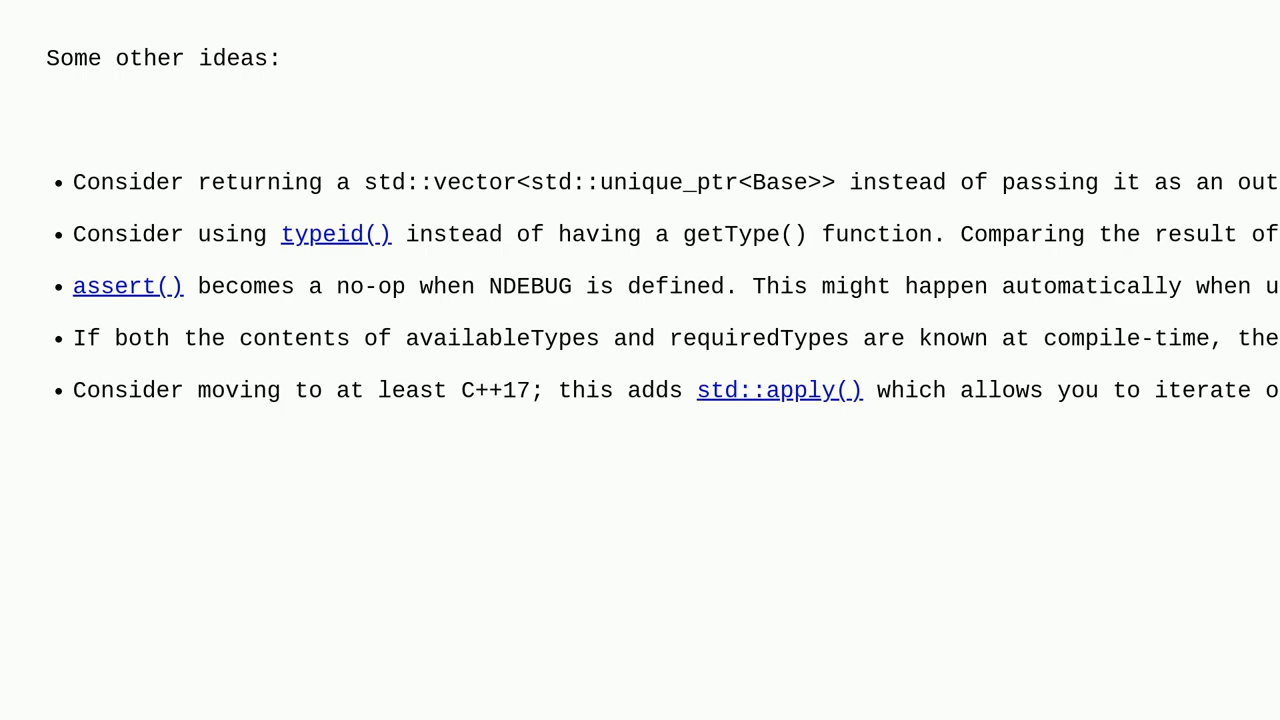 Some other ideas:
• Consider returning a std::vector<std::unique_ptr<Base>> instead of passing it as an out
• Consider using typeid() instead of having a getType() function. Comparing the result of
• assert() becomes a no-op when NDEBUG is defined. This might happen automatically when u
• If both the contents of availableTypes and requiredTypes are known at compile-time, the
• Consider moving to at least C++17; this adds std::apply() which allows you to iterate o